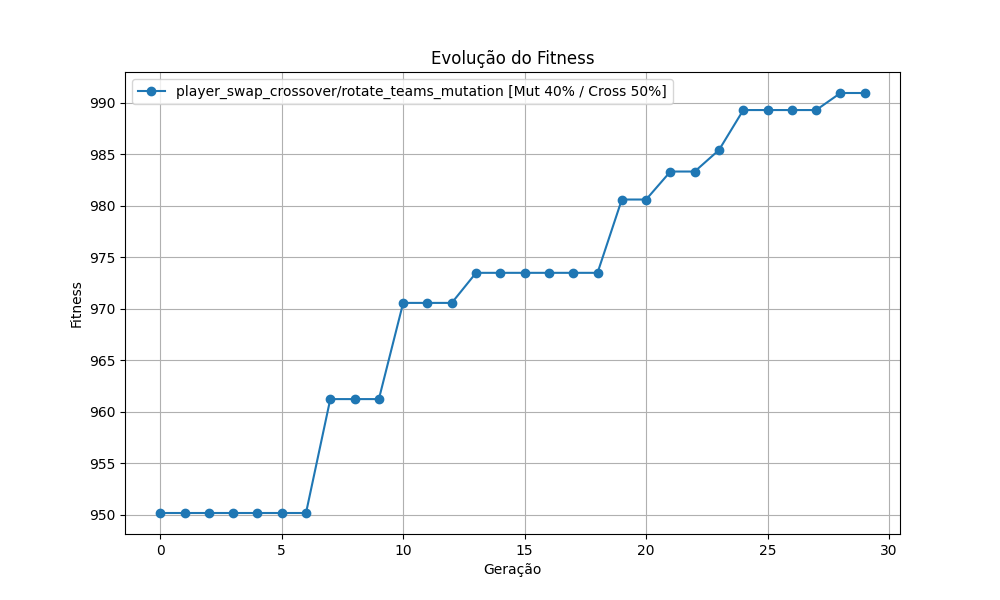 Evolução do Fitness
player_swap_crossover/rotate_teams_mutation [Mut 40% / Cross 50%]
Fitness
990
985
980
975
970
965
960
955
950
0 5 10 15 20 25 30
Geração